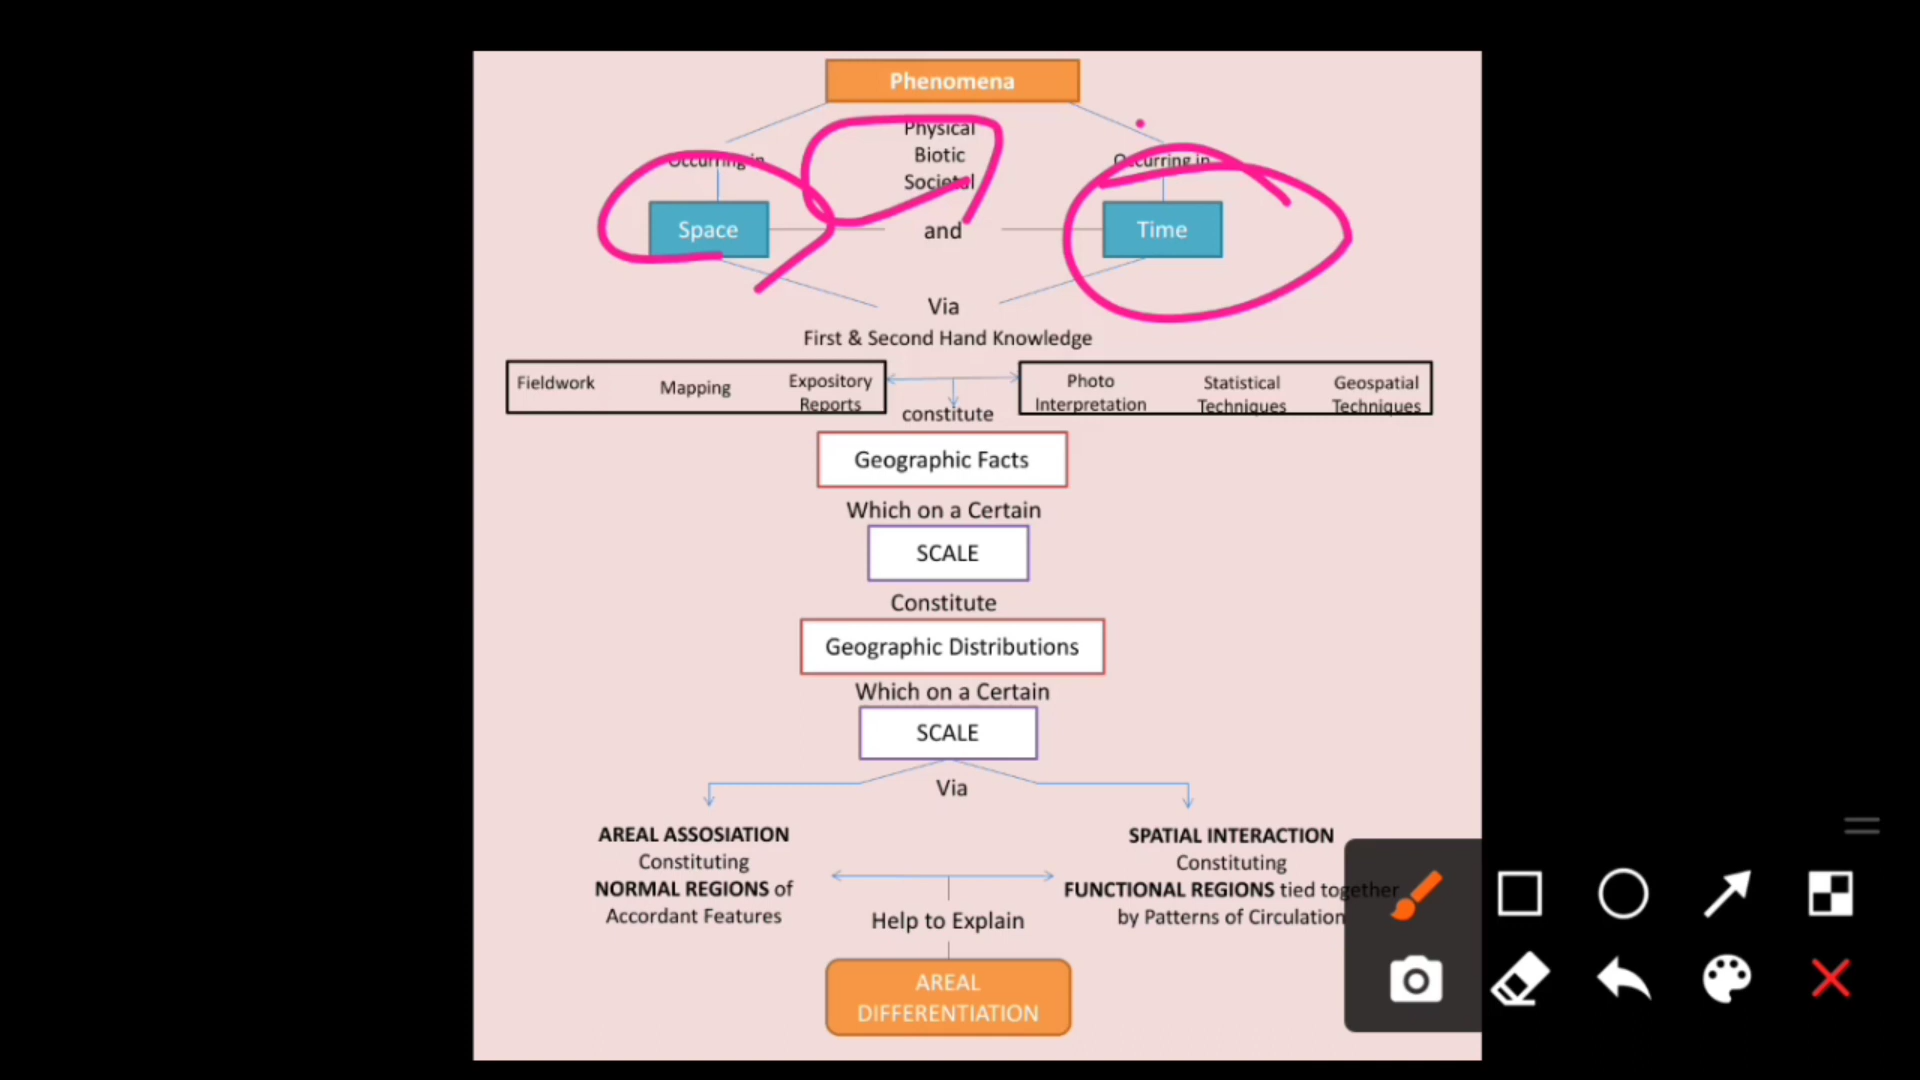 Phenomena
Physical
Biotic
Societal
Occurring in
Occurring in
Space
and
Time
Via
First & Second Hand Knowledge
Fieldwork
Mapping
Expository
Reports
Photo
Interpretation
Statistical
Techniques
Geospatial
Techniques
constitute
Geographic Facts
Which on a Certain
SCALE
Constitute
Geographic Distributions
Which on a Certain
SCALE
Via
AREAL ASSOSIATION
Constituting
NORMAL REGIONS of
Accordant Features
SPATIAL INTERACTION
Constituting
FUNCTIONAL REGIONS tied together
by Patterns of Circulation
Help to Explain
AREAL
DIFFERENTIATION